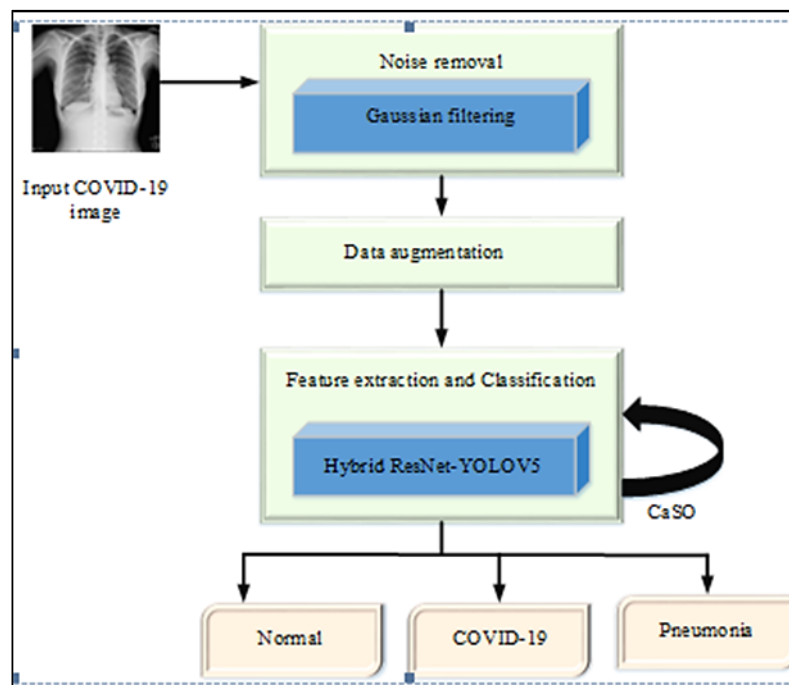 Noise removal
Gaussian filtering
Input COVID-19
image
Data augmentation
Feature extraction and Classification
Hybrid ResNet-YOLOV5
CaSO
Normal
COVID-19
Pneumonia